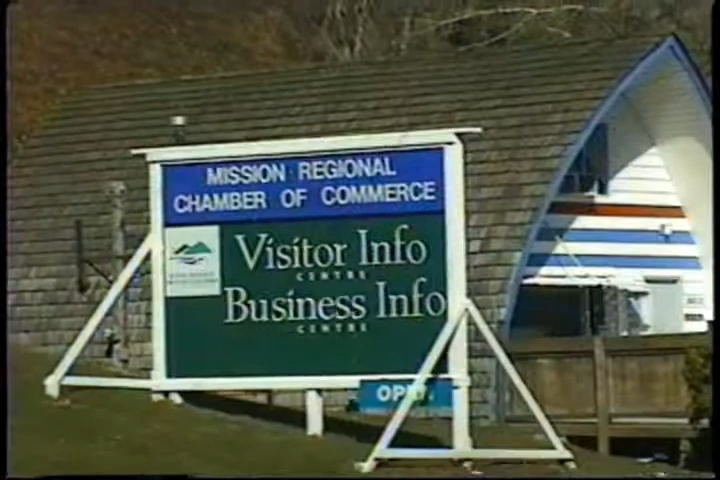 MISSION REGIONAL
CHAMBER OF COMMERCE
Visitor Info
CENTRE
Business Info
CENTRE
OPEN